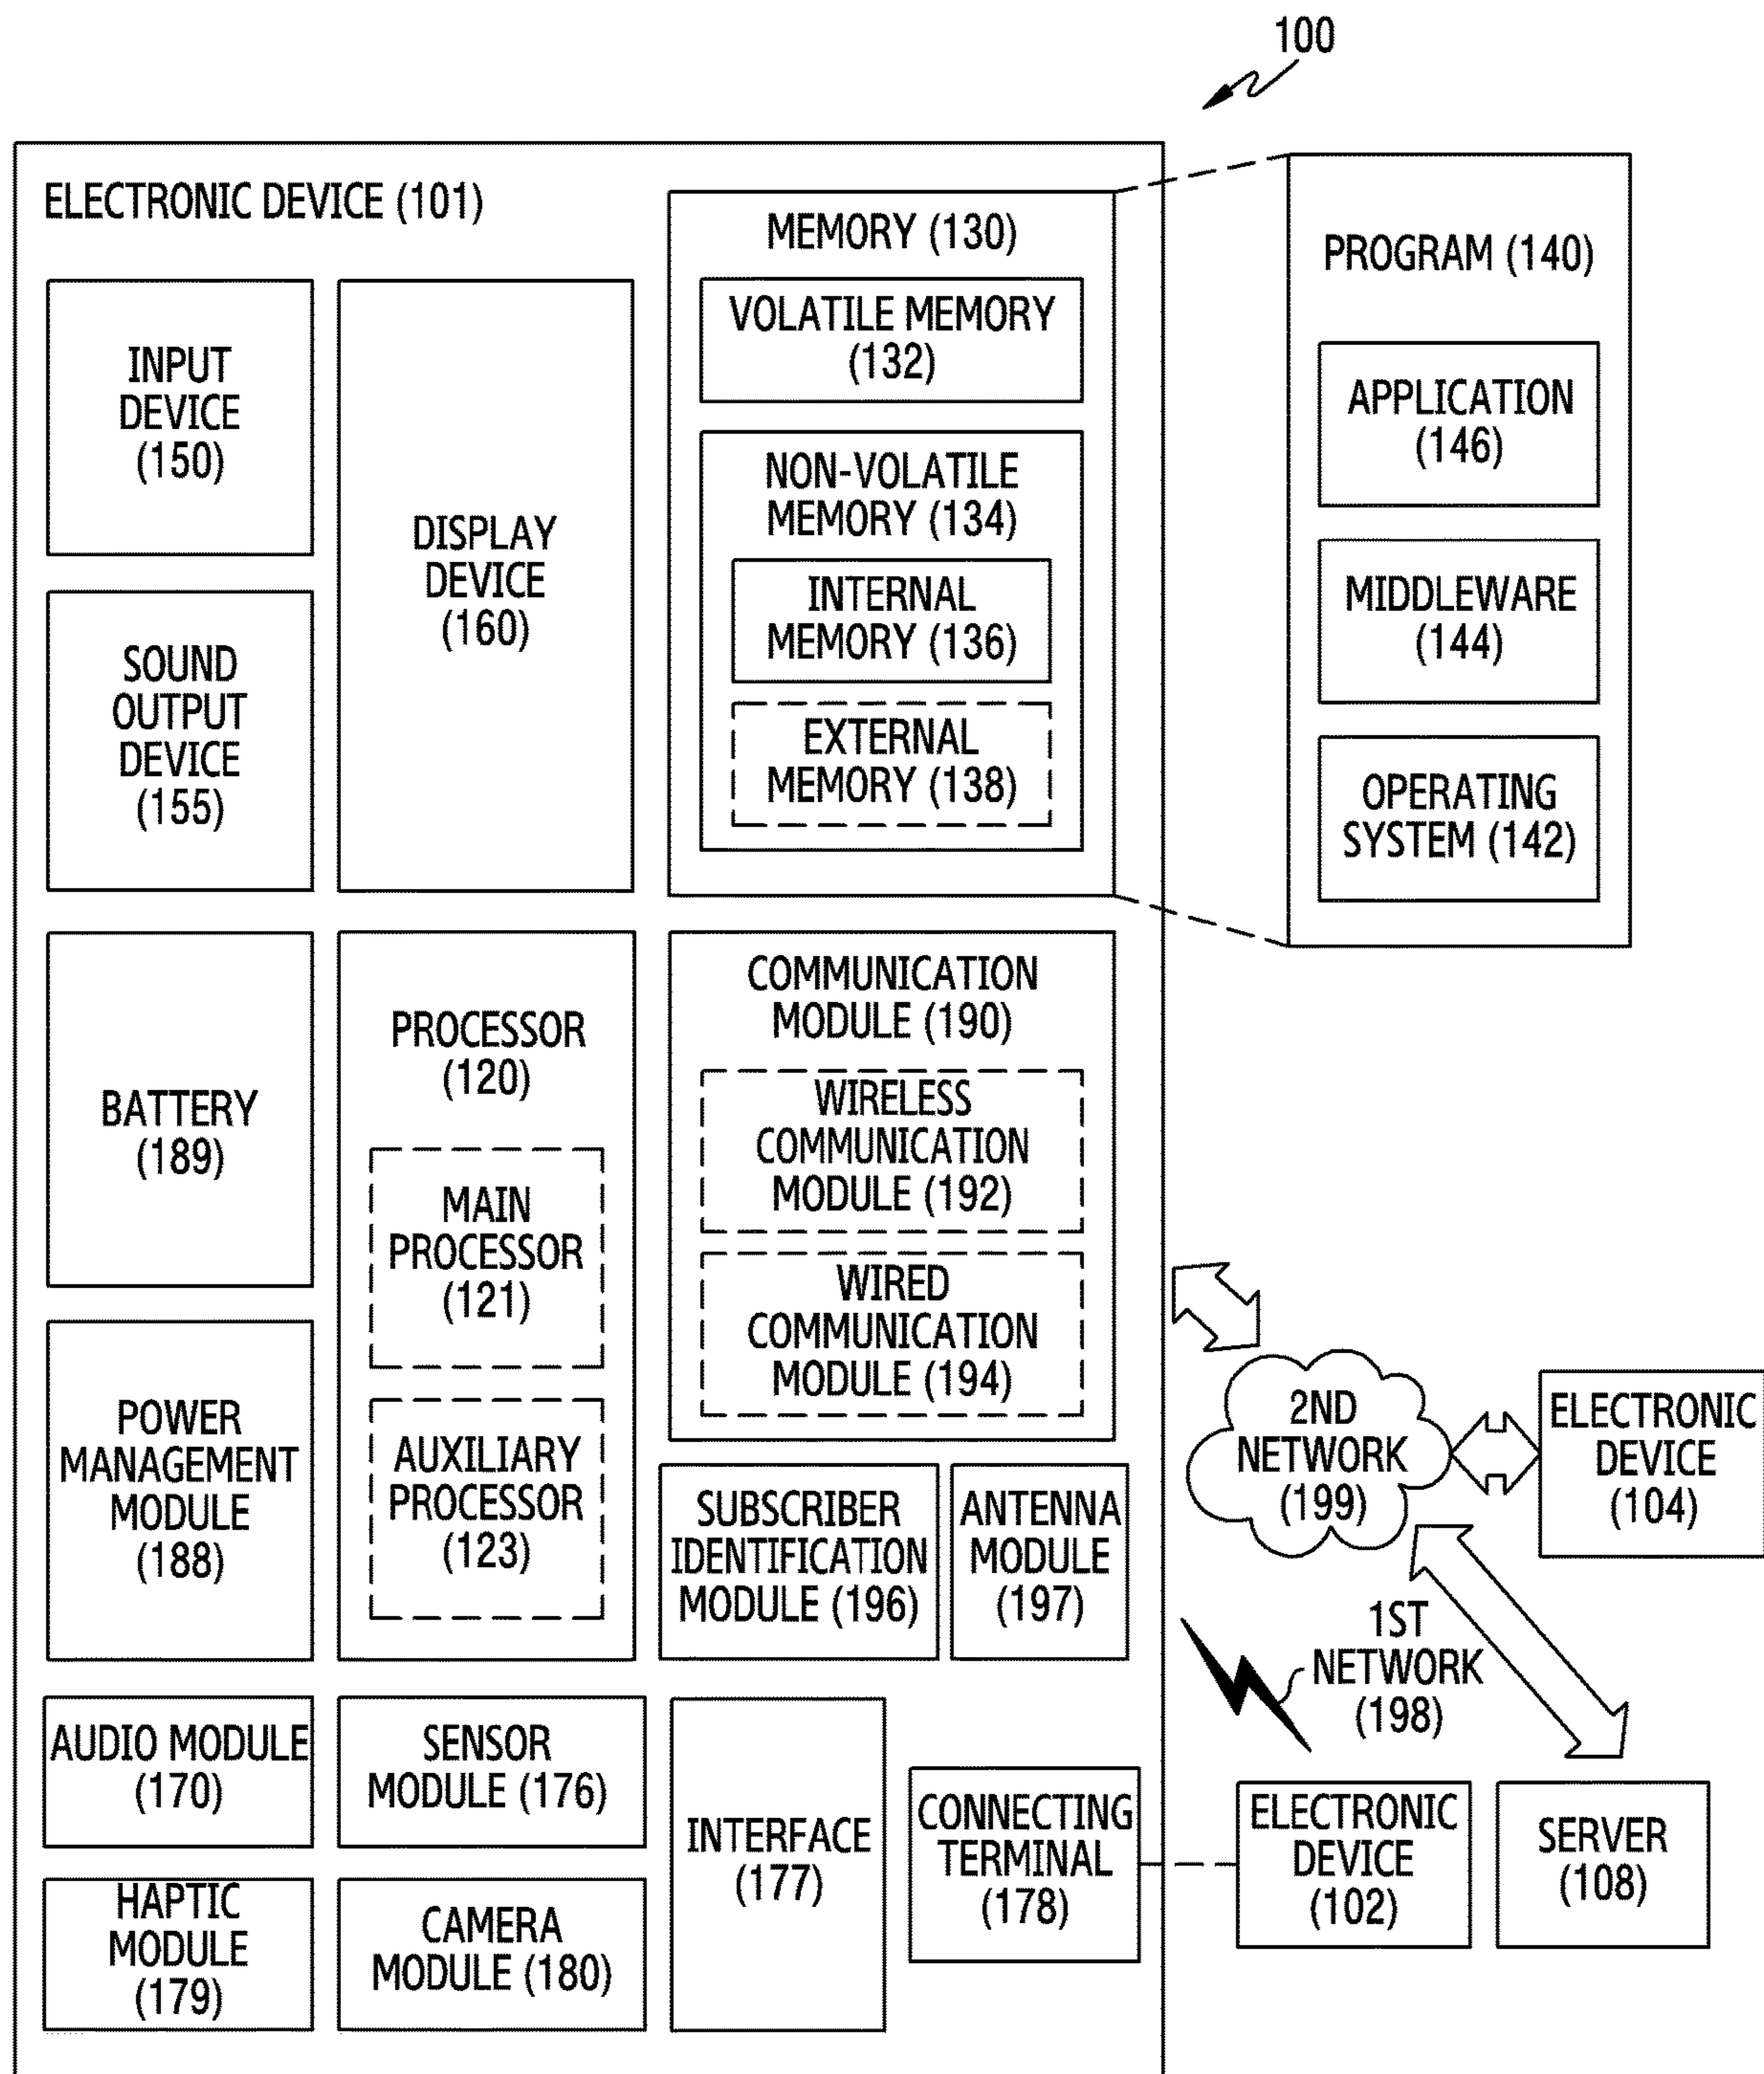 100
ELECTRONIC DEVICE (101)
INPUT
DEVICE
(150)
SOUND
OUTPUT
DEVICE
(155)
DISPLAY
DEVICE
(160)
MEMORY (130)
VOLATILE MEMORY
(132)
NON-VOLATILE
MEMORY (134)
INTERNAL
MEMORY (136)
EXTERNAL
MEMORY (138)
PROGRAM (140)
APPLICATION
(146)
MIDDLEWARE
(144)
OPERATING
SYSTEM (142)
BATTERY
(189)
POWER
MANAGEMENT
MODULE
(188)
PROCESSOR
(120)
MAIN
PROCESSOR
(121)
AUXILIARY
PROCESSOR
(123)
COMMUNICATION
MODULE (190)
WIRELESS
COMMUNICATION
MODULE (192)
WIRED
COMMUNICATION
MODULE (194)
SUBSCRIBER
IDENTIFICATION
MODULE (196)
ANTENNA
MODULE
(197)
2ND
NETWORK
(199)
ELECTRONIC
DEVICE
(104)
1ST
NETWORK
(198)
AUDIO MODULE
(170)
SENSOR
MODULE (176)
INTERFACE
(177)
CONNECTING
TERMINAL
(178)
ELECTRONIC
DEVICE
(102)
SERVER
(108)
HAPTIC
MODULE
(179)
CAMERA
MODULE (180)